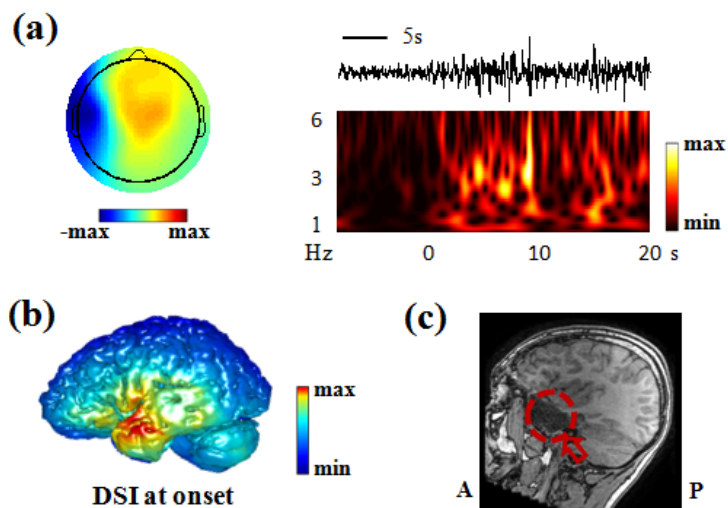 (a)
5s
-max max
6
3
1
Hz 0 10 20 s
max
min
(b)
max
min
DSI at onset
(c)
A P